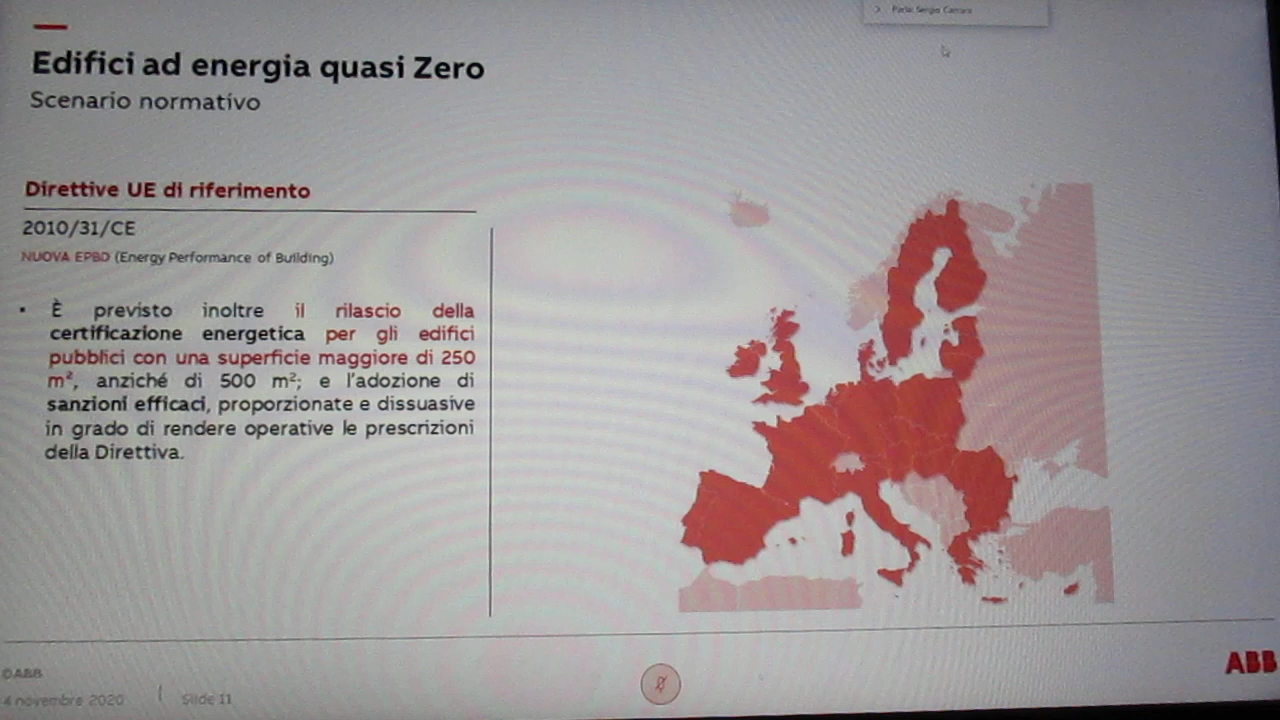 Parla: Sergio Carrara
Edifici ad energia quasi Zero
Scenario normativo
Direttive UE di riferimento
2010/31/CE
NUOVA EPBD (Energy Performance of Building)
• È previsto inoltre il rilascio della
certificazione energetica per gli edifici
pubblici con una superficie maggiore di 250
m², anziché di 500 m²; e l'adozione di
sanzioni efficaci, proporzionate e dissuasive
in grado di rendere operative le prescrizioni
della Direttiva.
©ABB
4 novembre 2020 | Slide 11
ABB